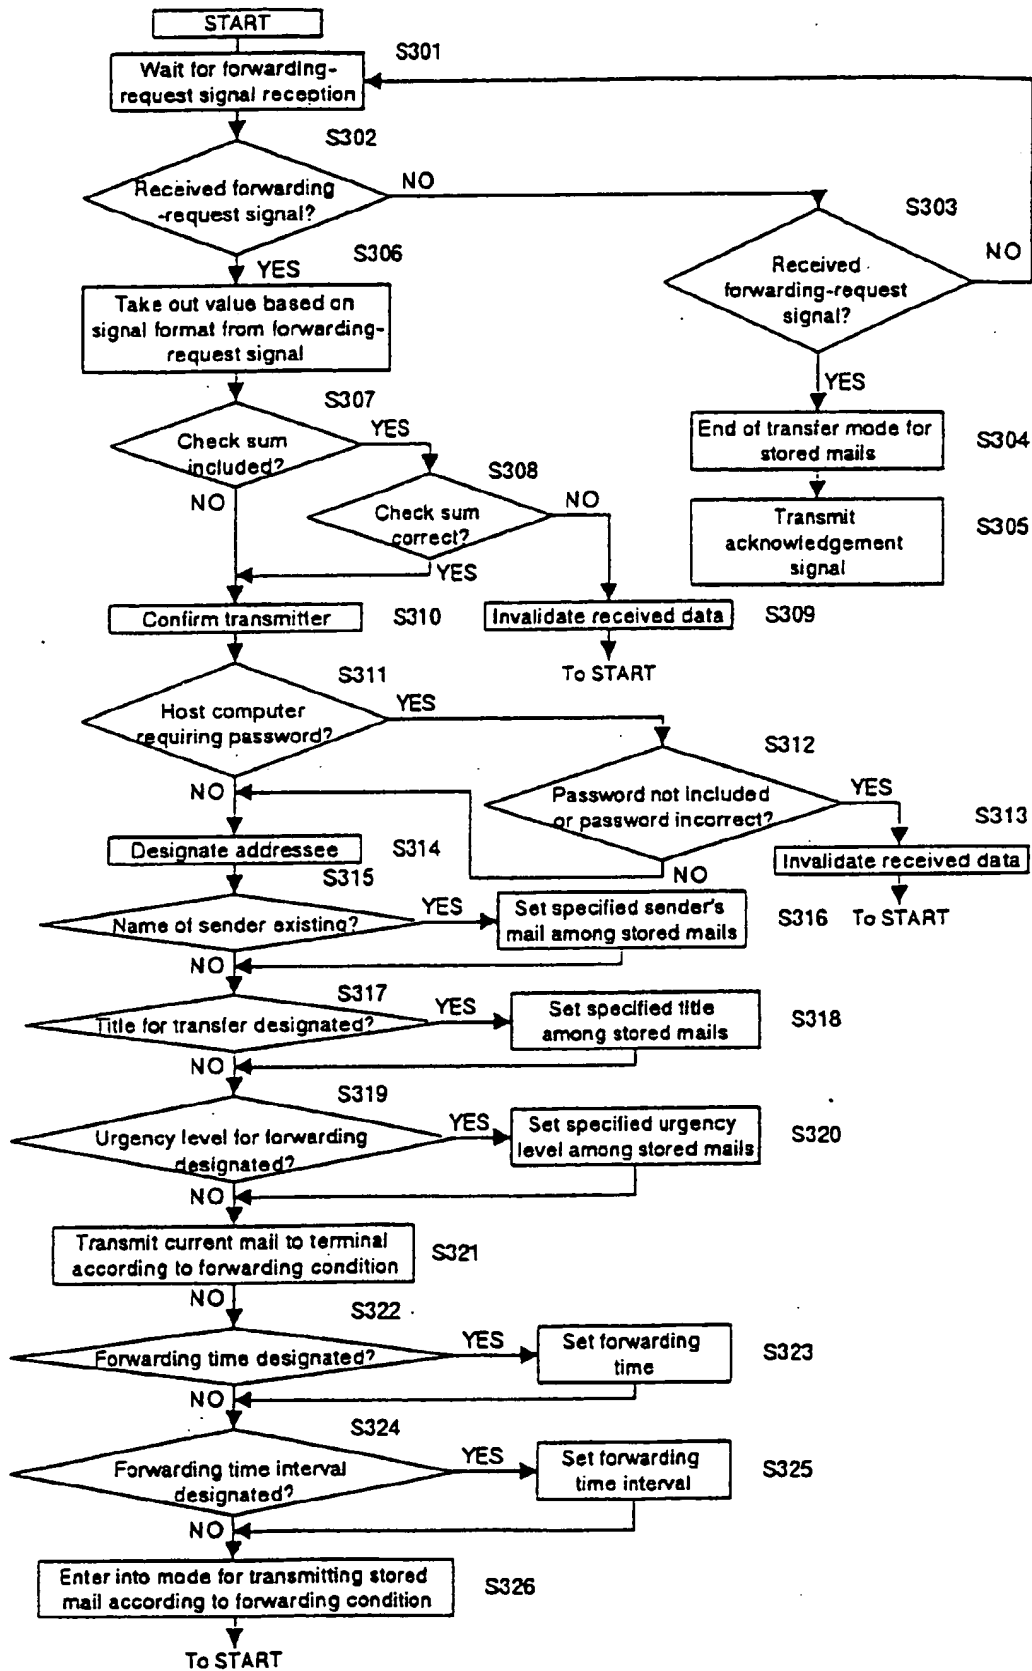 START
S301
Wait for forwarding-
request signal reception
S302
Received forwarding
-request signal?
NO
S303
Received
forwarding-request
signal?
NO
YES
S306
YES
Take out value based on
signal format from forwarding-
request signal
End of transfer mode for
stored mails
S304
Transmit
acknowledgement
signal
S305
S307
Check sum
included?
YES
NO
S308
Check sum
correct?
NO
YES
Confirm transmitter
S310
Invalidate received data
S309
To START
S311
Host computer
requiring password?
YES
NO
S312
Password not included
or password incorrect?
YES
NO
S313
Invalidate received data
To START
Designate addressee
S314
S315
Name of sender existing?
YES
Set specified sender's
mail among stored mails
S316
NO
S317
Title for transfer designated?
YES
Set specified title
among stored mails
S318
NO
S319
Urgency level for forwarding
designated?
YES
Set specified urgency
level among stored mails
S320
NO
Transmit current mail to terminal
according to forwarding condition
S321
NO
S322
Forwarding time designated?
YES
Set forwarding
time
S323
NO
S324
Forwarding time interval
designated?
YES
Set forwarding
time interval
S325
NO
Enter into mode for transmitting stored
mail according to forwarding condition
S326
To START